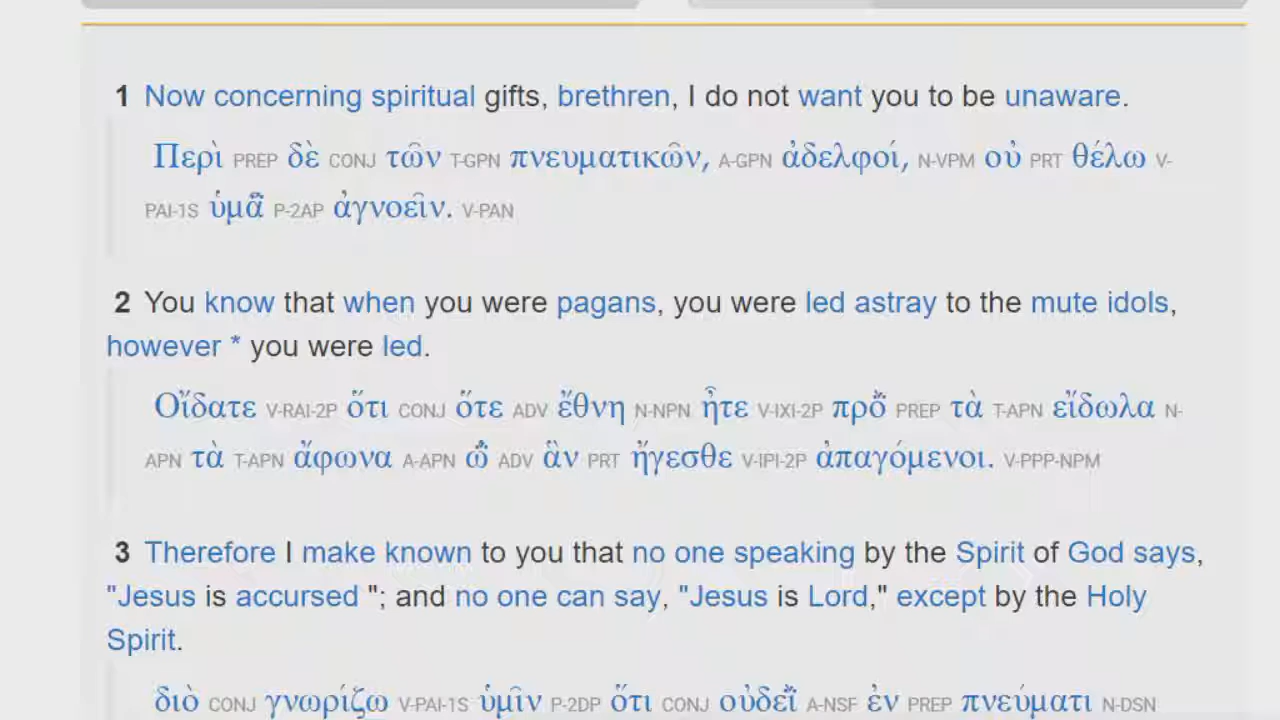 1 Now concerning spiritual gifts, brethren, I do not want you to be unaware.
Περὶ PREP δὲ CONJ τῶν T-GPN πνευματικῶν, A-GPN ἀδελφοί, N-VPM οὐ PRT θέλω V-
PAI-1S ὑμᾶ P-2AP ἀγνοεῖν. V-PAN
2 You know that when you were pagans, you were led astray to the mute idols,
however * you were led.
Οἴδατε V-RAI-2P ὅτι CONJ ὅτε ADV ἔθνη N-NPN ἦτε V-IXI-2P πρὸ PREP τὰ T-APN εἴδωλα N-
APN τὰ T-APN ἄφωνα A-APN ὡ ADV ἂν PRT ἤγεσθε V-IPI-2P ἀπαγόμενοι. V-PPP-NPM
3 Therefore I make known to you that no one speaking by the Spirit of God says,
"Jesus is accursed "; and no one can say, "Jesus is Lord," except by the Holy
Spirit.
διὸ CONJ γνωρίζω V-PAI-1S ὑμῖν P-2DP ὅτι CONJ οὐδεὶ A-NSF ἐν PREP πνεύματι N-DSN